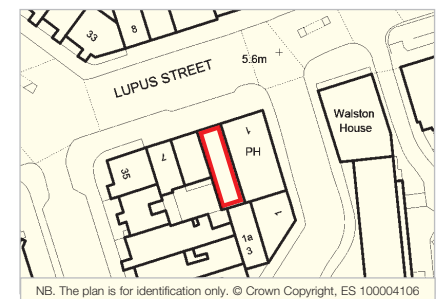 33
8
LUPUS STREET
5.6m
Walston
House
1
PH
7
35
1
1a
3
NB. The plan is for identification only. © Crown Copyright, ES 100004106